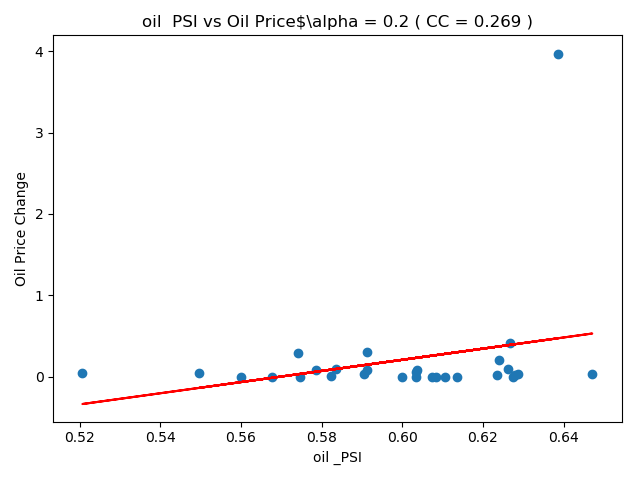 oil  PSI vs Oil Price$\alpha = 0.2 ( CC = 0.269 )
4
3
2
1
0
Oil Price Change
0.52 0.54 0.56 0.58 0.60 0.62 0.64
oil _PSI